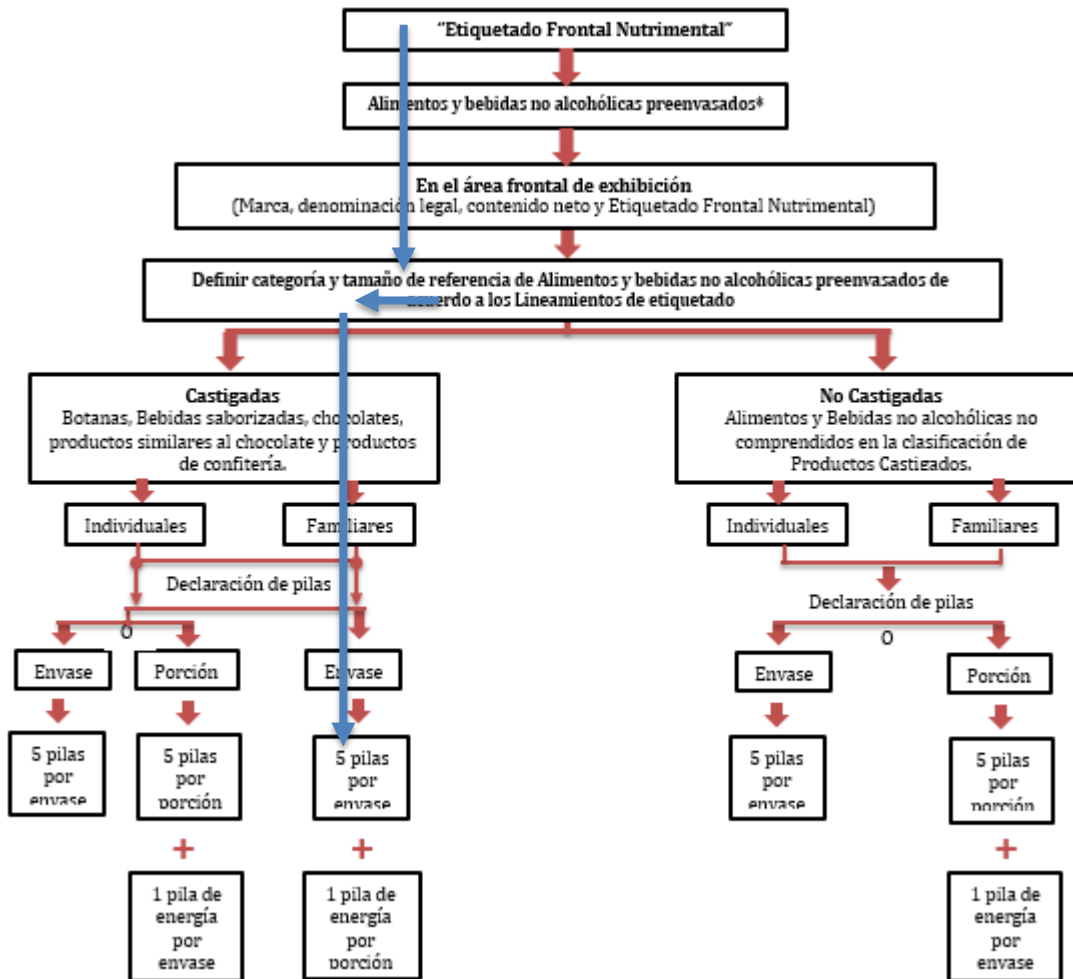 “Etiquetado Frontal Nutrimental”
Alimentos y bebidas no alcohólicas preenvasados*
En el área frontal de exhibición
(Marca, denominación legal, contenido neto y Etiquetado Frontal Nutrimental)
Definir categoría y tamaño de referencia de Alimentos y bebidas no alcohólicas preenvasados de
acuerdo a los Lineamientos de etiquetado
Castigadas
Botanas, Bebidas saborizadas, chocolates,
productos similares al chocolate y productos
de confitería.
No Castigadas
Alimentos y Bebidas no alcohólicas no
comprendidos en la clasificación de
Productos Castigados.
Individuales
Familiares
Individuales
Familiares
Declaración de pilas
Declaración de pilas
O
O
Envase
Porción
Envase
Envase
Porción
5 pilas
por
envase
5 pilas
por
porción
5 pilas
por
envase
5 pilas
por
envase
5 pilas
por
porción
+
+
+
1 pila de
energía
por
envase
1 pila de
energía
por
porción
1 pila de
energía
por
envase